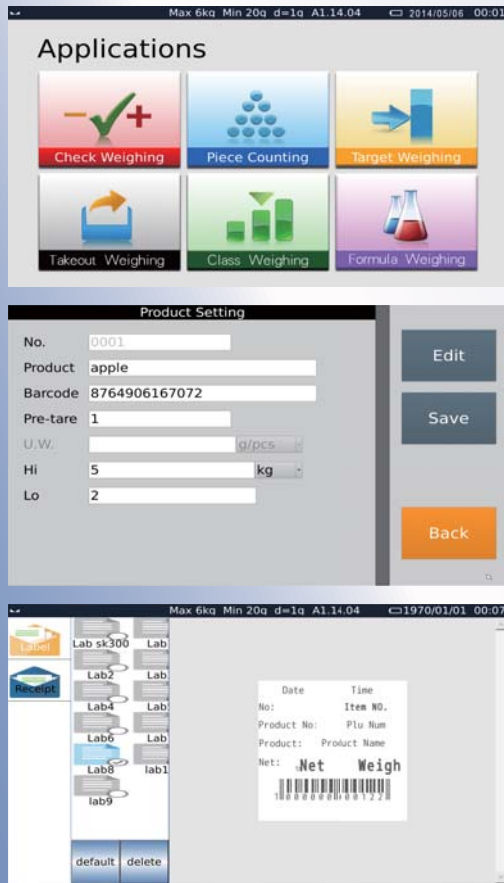 Max 6kg Min 20g d=1g A1.14.04 2014/05/06 00:01
Applications
Check Weighing Piece Counting Target Weighing
Takeout Weighing Class Weighing Formula Weighing
Product Setting
No. 0001
Edit
Product apple
Barcode 8764906167072
Pre-tare 1
Save
U.W. g/pcs
Hi 5 kg
Lo 2
Back
Max 6kg Min 20g d=1g A1.14.04 1970/01/01 00:07
Label
Receipt
Lab sk300 Lab
Lab2 Lab
Lab4 Lab
Lab6 Lab
Lab8 lab1
lab9
default delete
Date Time
No: Item NO.
Product No: Plu Num
Product: Product Name
Net: Net Weigh